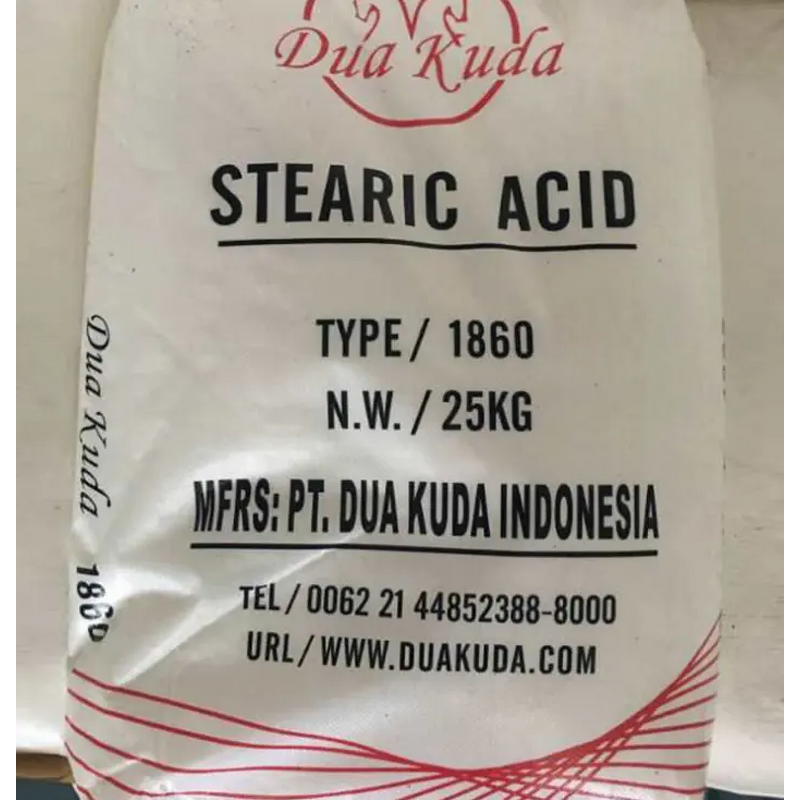 Dua Kuda
STEARIC ACID
TYPE / 1860
N.W. / 25KG
MFRS: PT. DUA KUDA INDONESIA
TEL / 0062 21 44852388-8000
URL / WWW.DUAKUDA.COM
Dua Kuda 1860